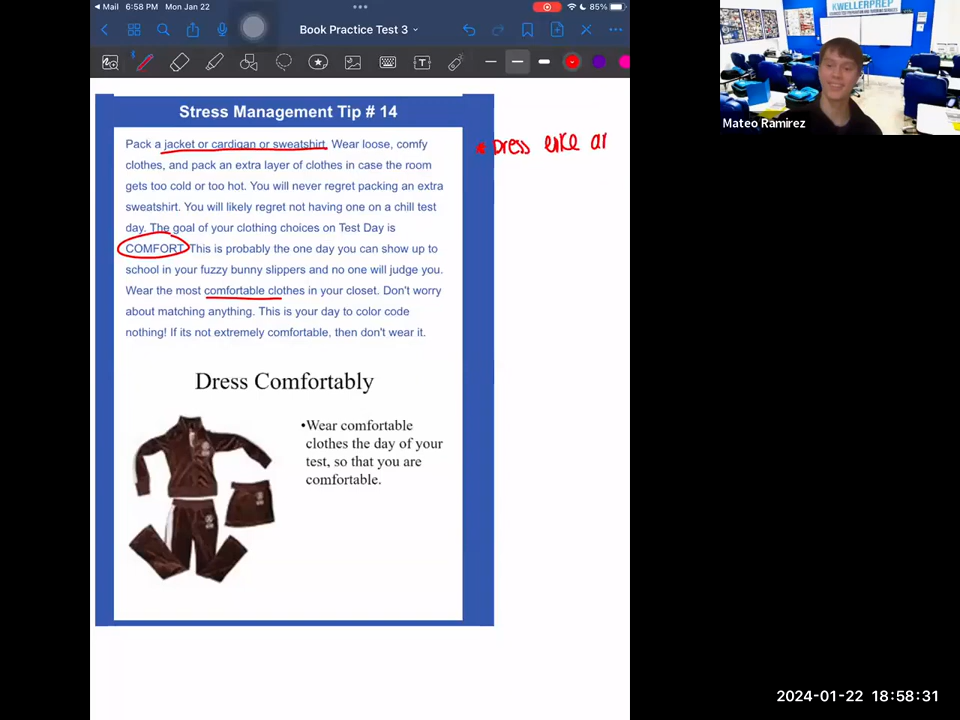 Mail 6:58 PM Mon Jan 22 85%
Book Practice Test 3
KWELLERPREP
Mateo Ramirez
Stress Management Tip # 14
Pack a jacket or cardigan or sweatshirt. Wear loose, comfy
clothes, and pack an extra layer of clothes in case the room
gets too cold or too hot. You will never regret packing an extra
sweatshirt. You will likely regret not having one on a chill test
day. The goal of your clothing choices on Test Day is
COMFORT. This is probably the one day you can show up to
school in your fuzzy bunny slippers and no one will judge you.
Wear the most comfortable clothes in your closet. Don't worry
about matching anything. This is your day to color code
nothing! If its not extremely comfortable, then don't wear it.
Dress like
Dress Comfortably
•Wear comfortable
clothes the day of your
test, so that you are
comfortable.
2024-01-22 18:58:31